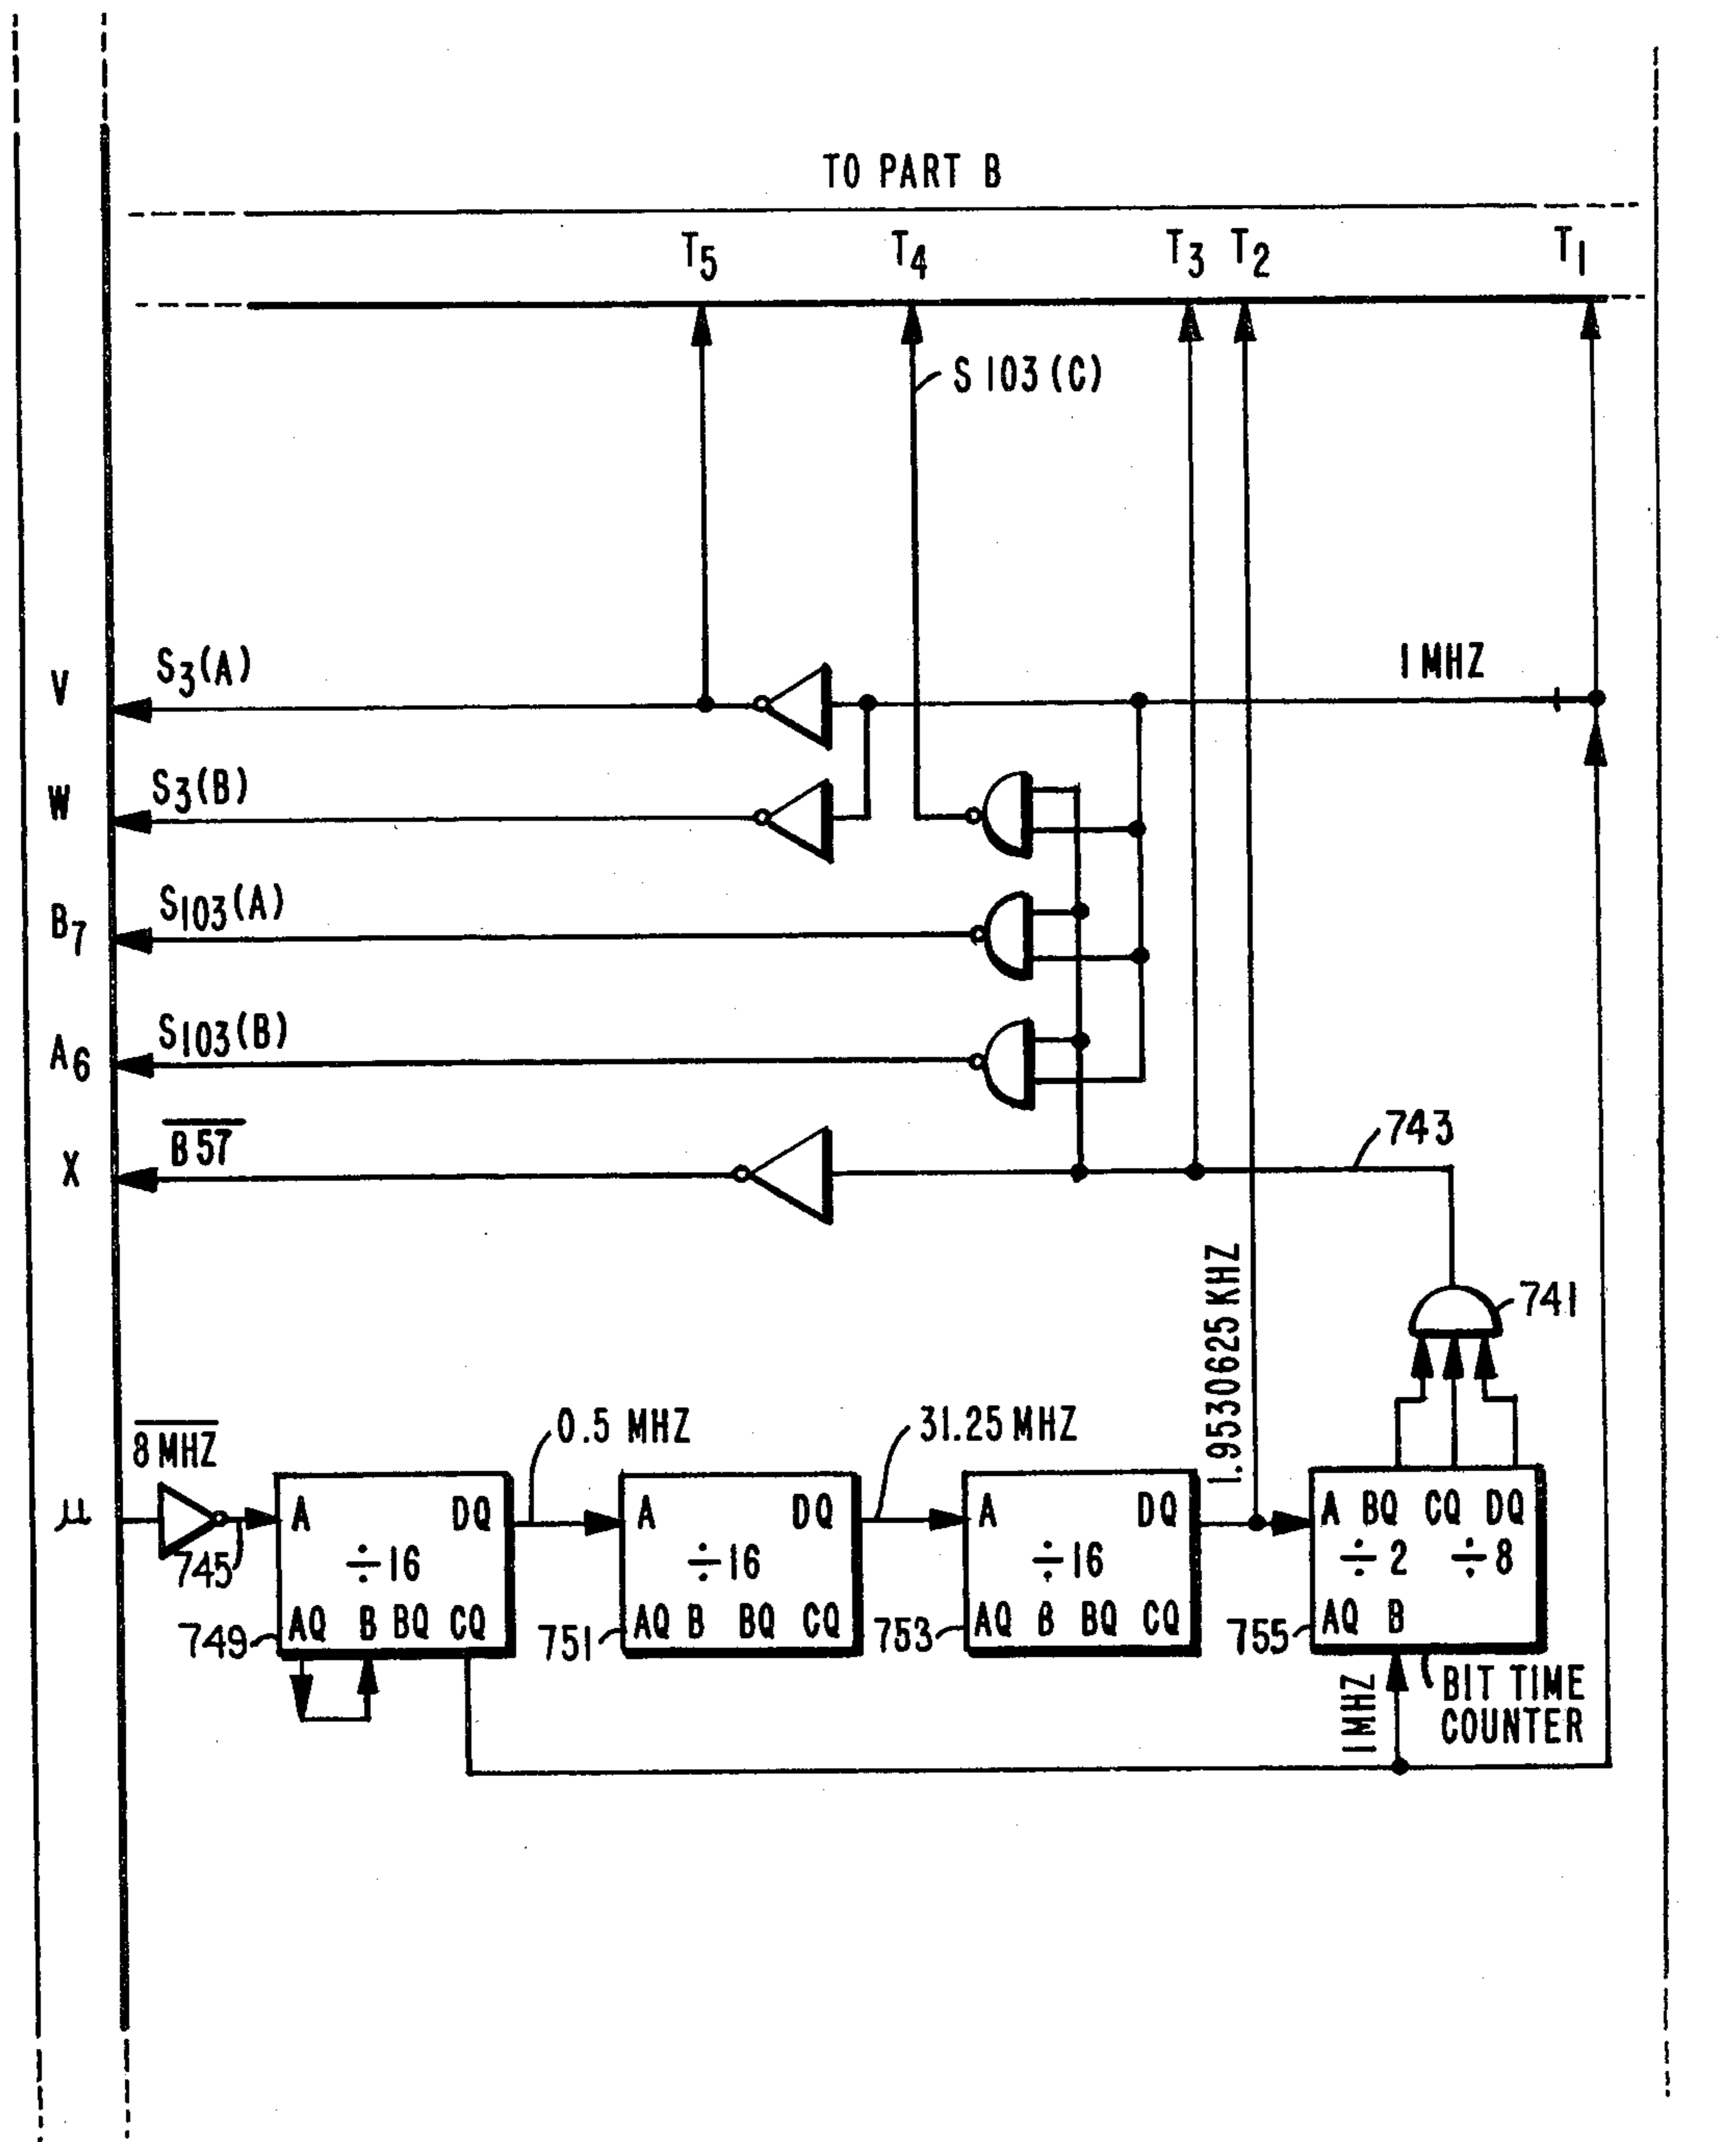 TO PART B
T5 T4 T3 T2 T1
S103(C)
V S3(A) 1 MHZ
W S3(B)
B7 S103(A)
A6 S103(B)
X B57 743
741
1.9530625 KHZ
8 MHZ 0.5 MHZ 31.25 MHZ
μ 745
A DQ A DQ A DQ A BQ CQ DQ
÷16 ÷16 ÷16 ÷2 ÷8
749 AQ B BQ CQ 751 AQ B BQ CQ 753 AQ B BQ CQ 755 AQ B
1 MHZ
BIT TIME
COUNTER